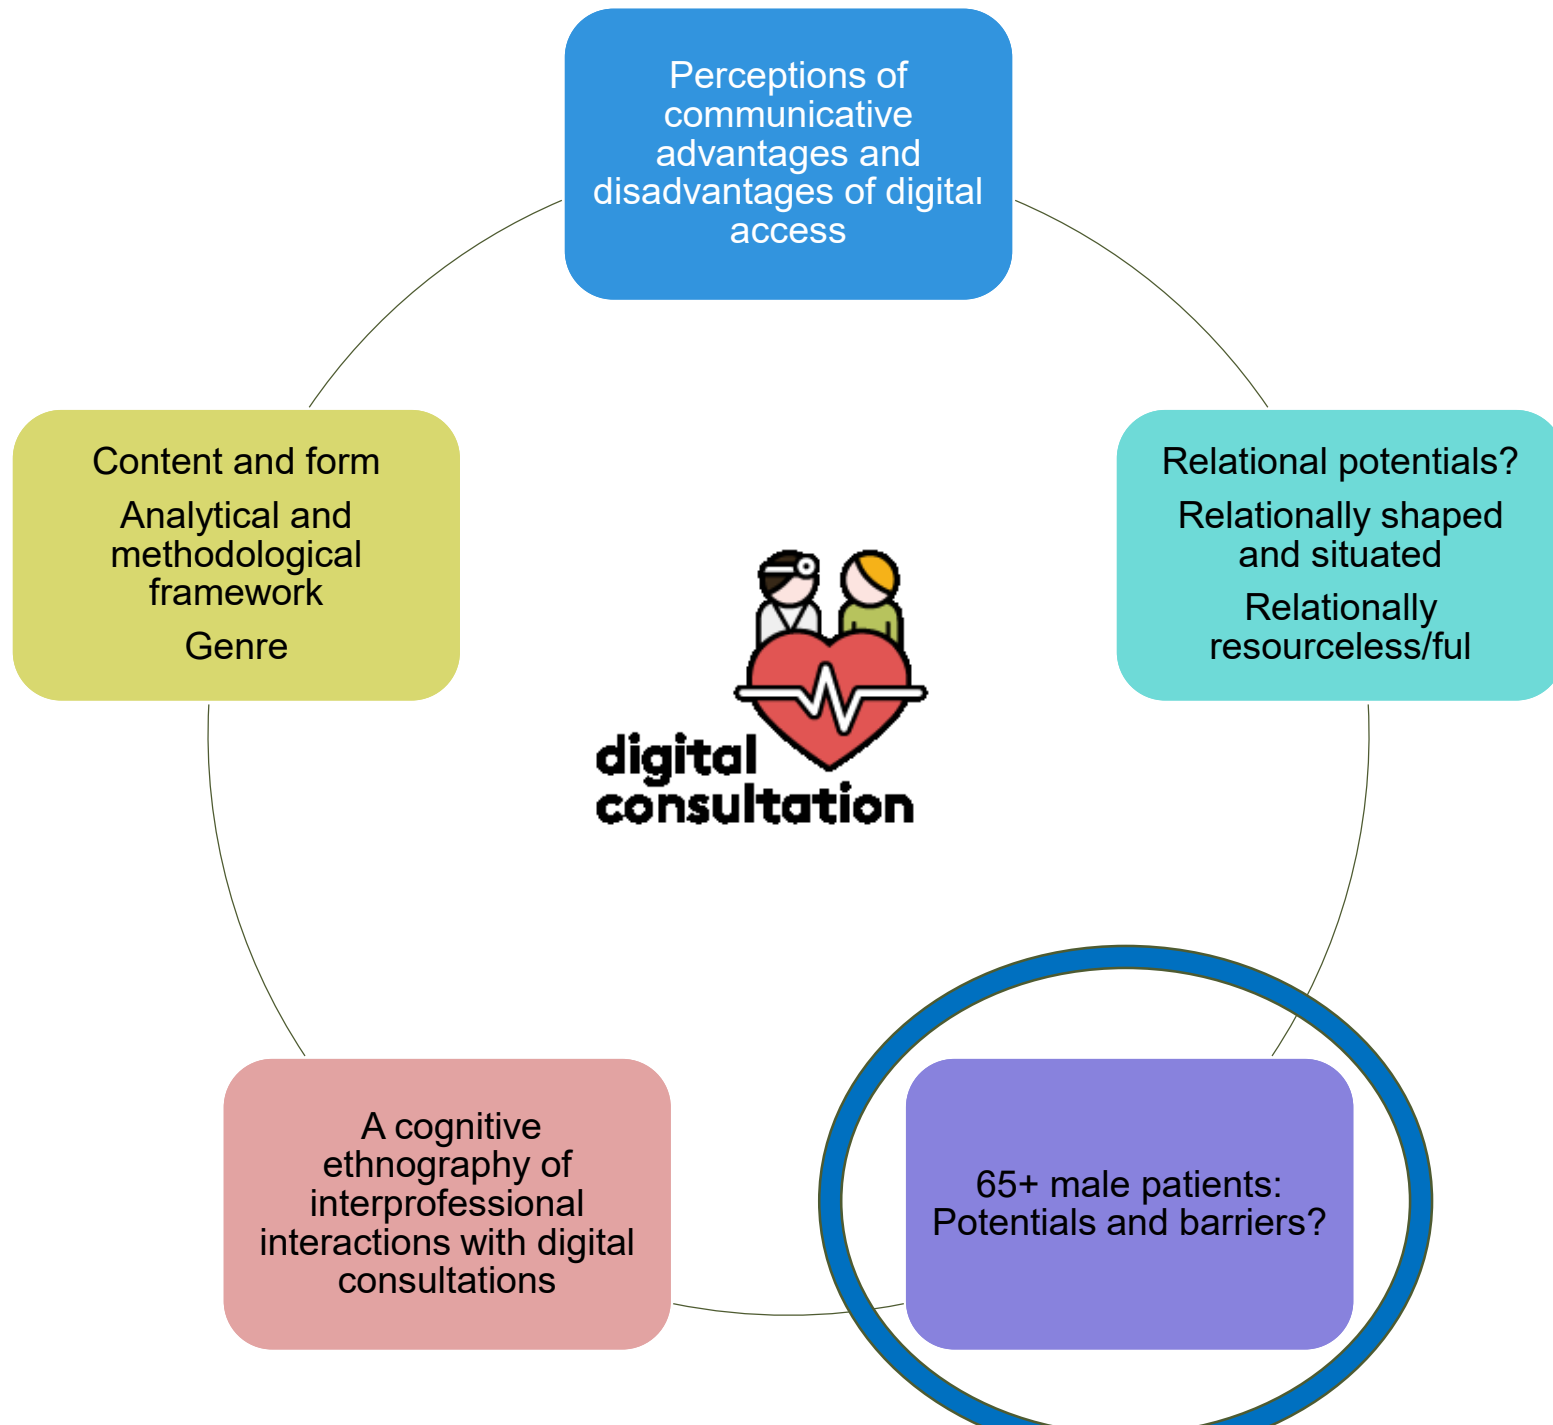 Perceptions of
communicative
advantages and
disadvantages of digital
access
Content and form
Analytical and
methodological
framework
Genre
Relational potentials?
Relationally shaped
and situated
Relationally
resourceless/ful
digital
consultation
A cognitive
ethnography of
interprofessional
interactions with digital
consultations
65+ male patients:
Potentials and barriers?